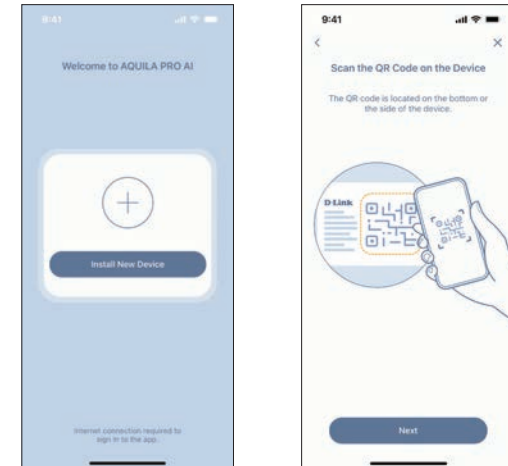 9:41
Welcome to AQUILA PRO AI
Install New Device
Internet connection required to
sign in to the app.
9:41
Scan the QR Code on the Device
The QR code is located on the bottom or
the side of the device.
D-Link
Next